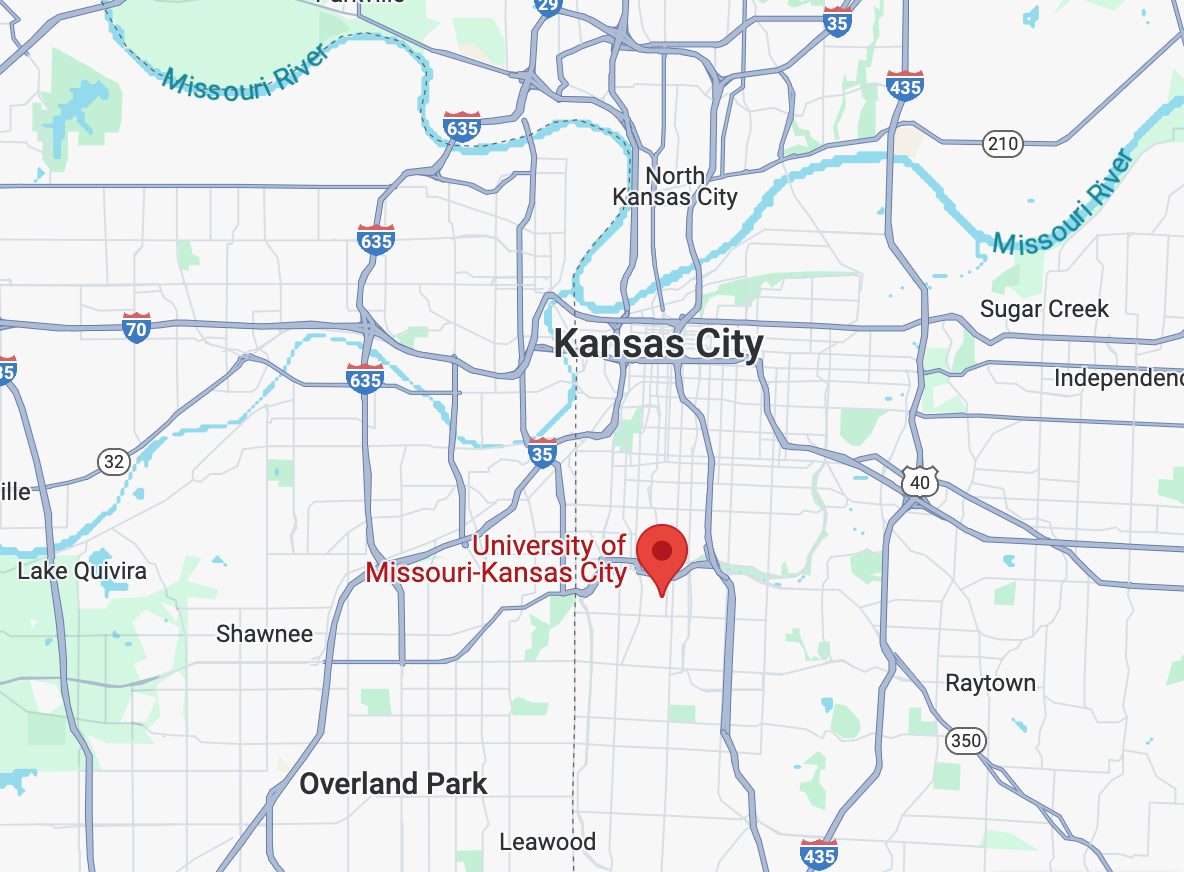 29
35
Missouri River
435
635
210
North
Kansas City
Missouri River
635
Sugar Creek
70
Kansas City
635
Independenc
32
35
40
ille
University of
Missouri-Kansas City
Lake Quivira
Shawnee
Raytown
350
Overland Park
Leawood
435